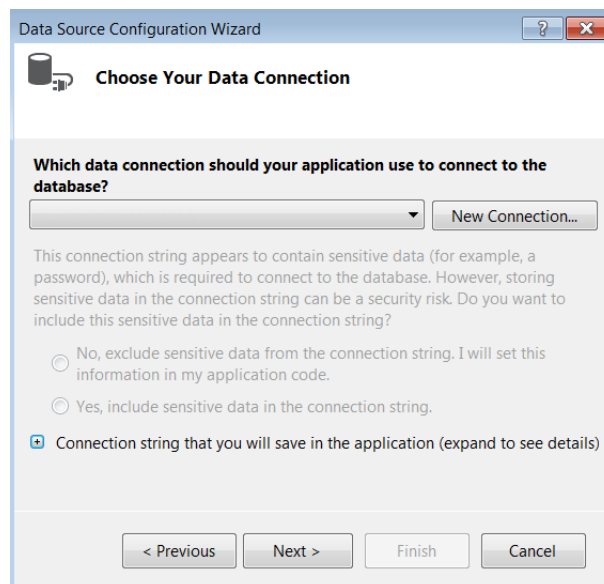 Data Source Configuration Wizard
?
Choose Your Data Connection
Which data connection should your application use to connect to the
database?
New Connection...
This connection string appears to contain sensitive data (for example, a
password), which is required to connect to the database. However, storing
sensitive data in the connection string can be a security risk. Do you want to
include this sensitive data in the connection string?
No, exclude sensitive data from the connection string. I will set this
information in my application code.
Yes, include sensitive data in the connection string.
Connection string that you will save in the application (expand to see details)
< Previous Next > Finish Cancel